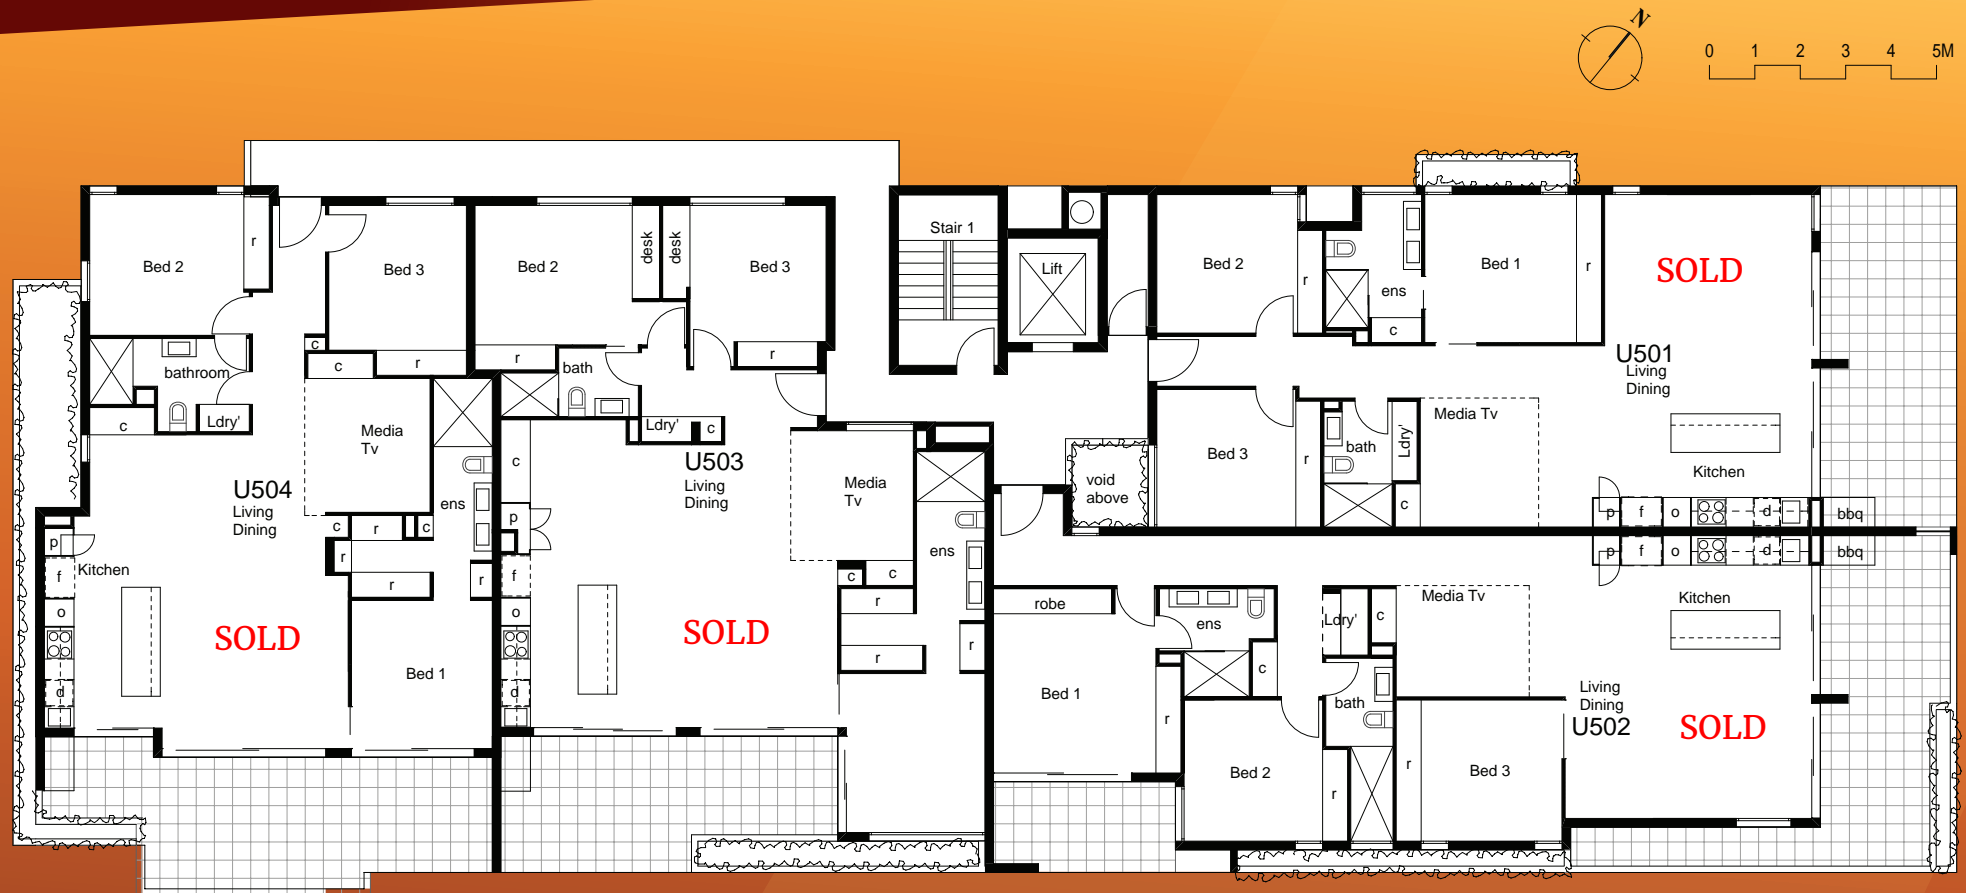 N
0 1 2 3 4 5M
Bed 2
r
Bed 3
Bed 2
desk
desk
Bed 3
Stair 1
Lift
Bed 2
r
ens
c
Bed 1
r
SOLD
bathroom
c
Ldry'
c
c
r
r
bath
r
Ldry'
c
U501
Living
Dining
Media
Tv
U504
Living
Dining
ens
c
r
c
r
r
r
p
Kitchen
f
o
d
SOLD
Bed 1
c
p
f
o
d
U503
Living
Dining
Media
Tv
ens
c
c
r
r
r
SOLD
void
above
Bed 3
r
bath
Ldry'
c
Media Tv
Kitchen
p
f
o
d
bbq
p
f
o
d
bbq
robe
ens
c
Ldry'
c
Media Tv
Kitchen
Bed 1
r
bath
Bed 2
r
r
Bed 3
Living
Dining
U502
SOLD